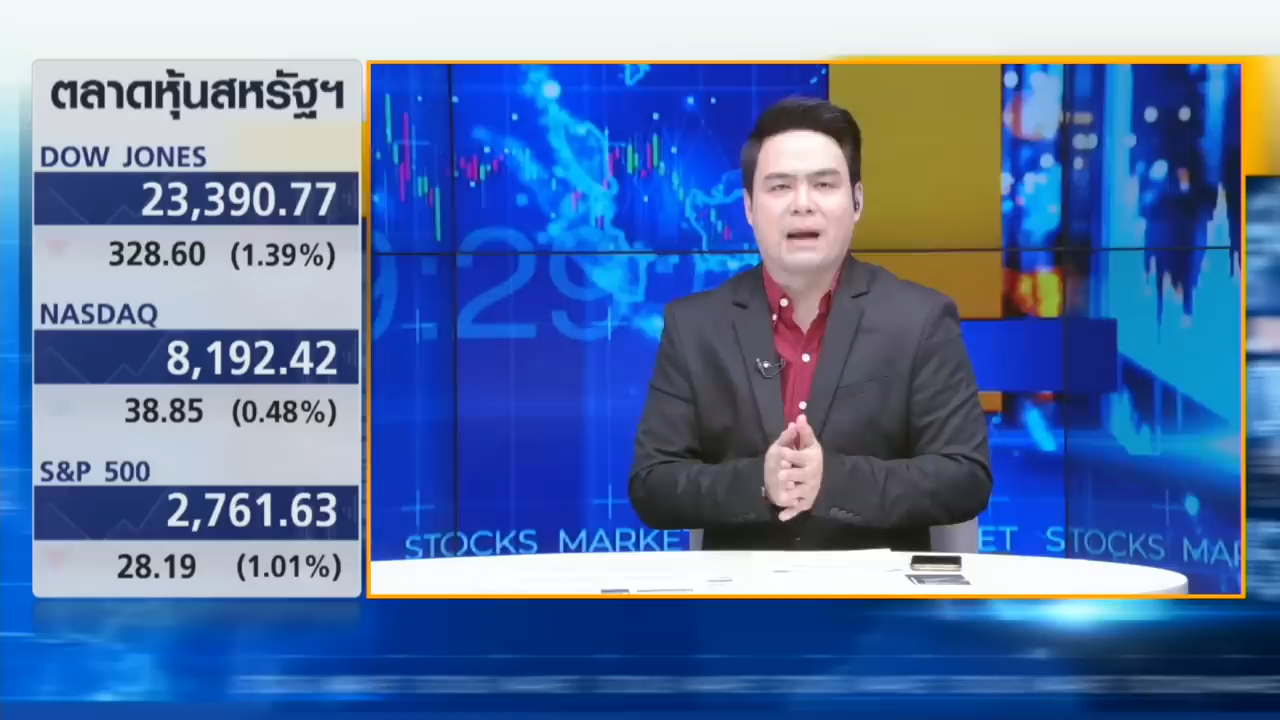 ตลาดหุ้นสหรัฐฯ
DOW JONES
23,390.77
328.60 (1.39%)
NASDAQ
8,192.42
38.85 (0.48%)
S&P 500
2,761.63
28.19 (1.01%)
9:29
STOCKS MARKET
STOCKS